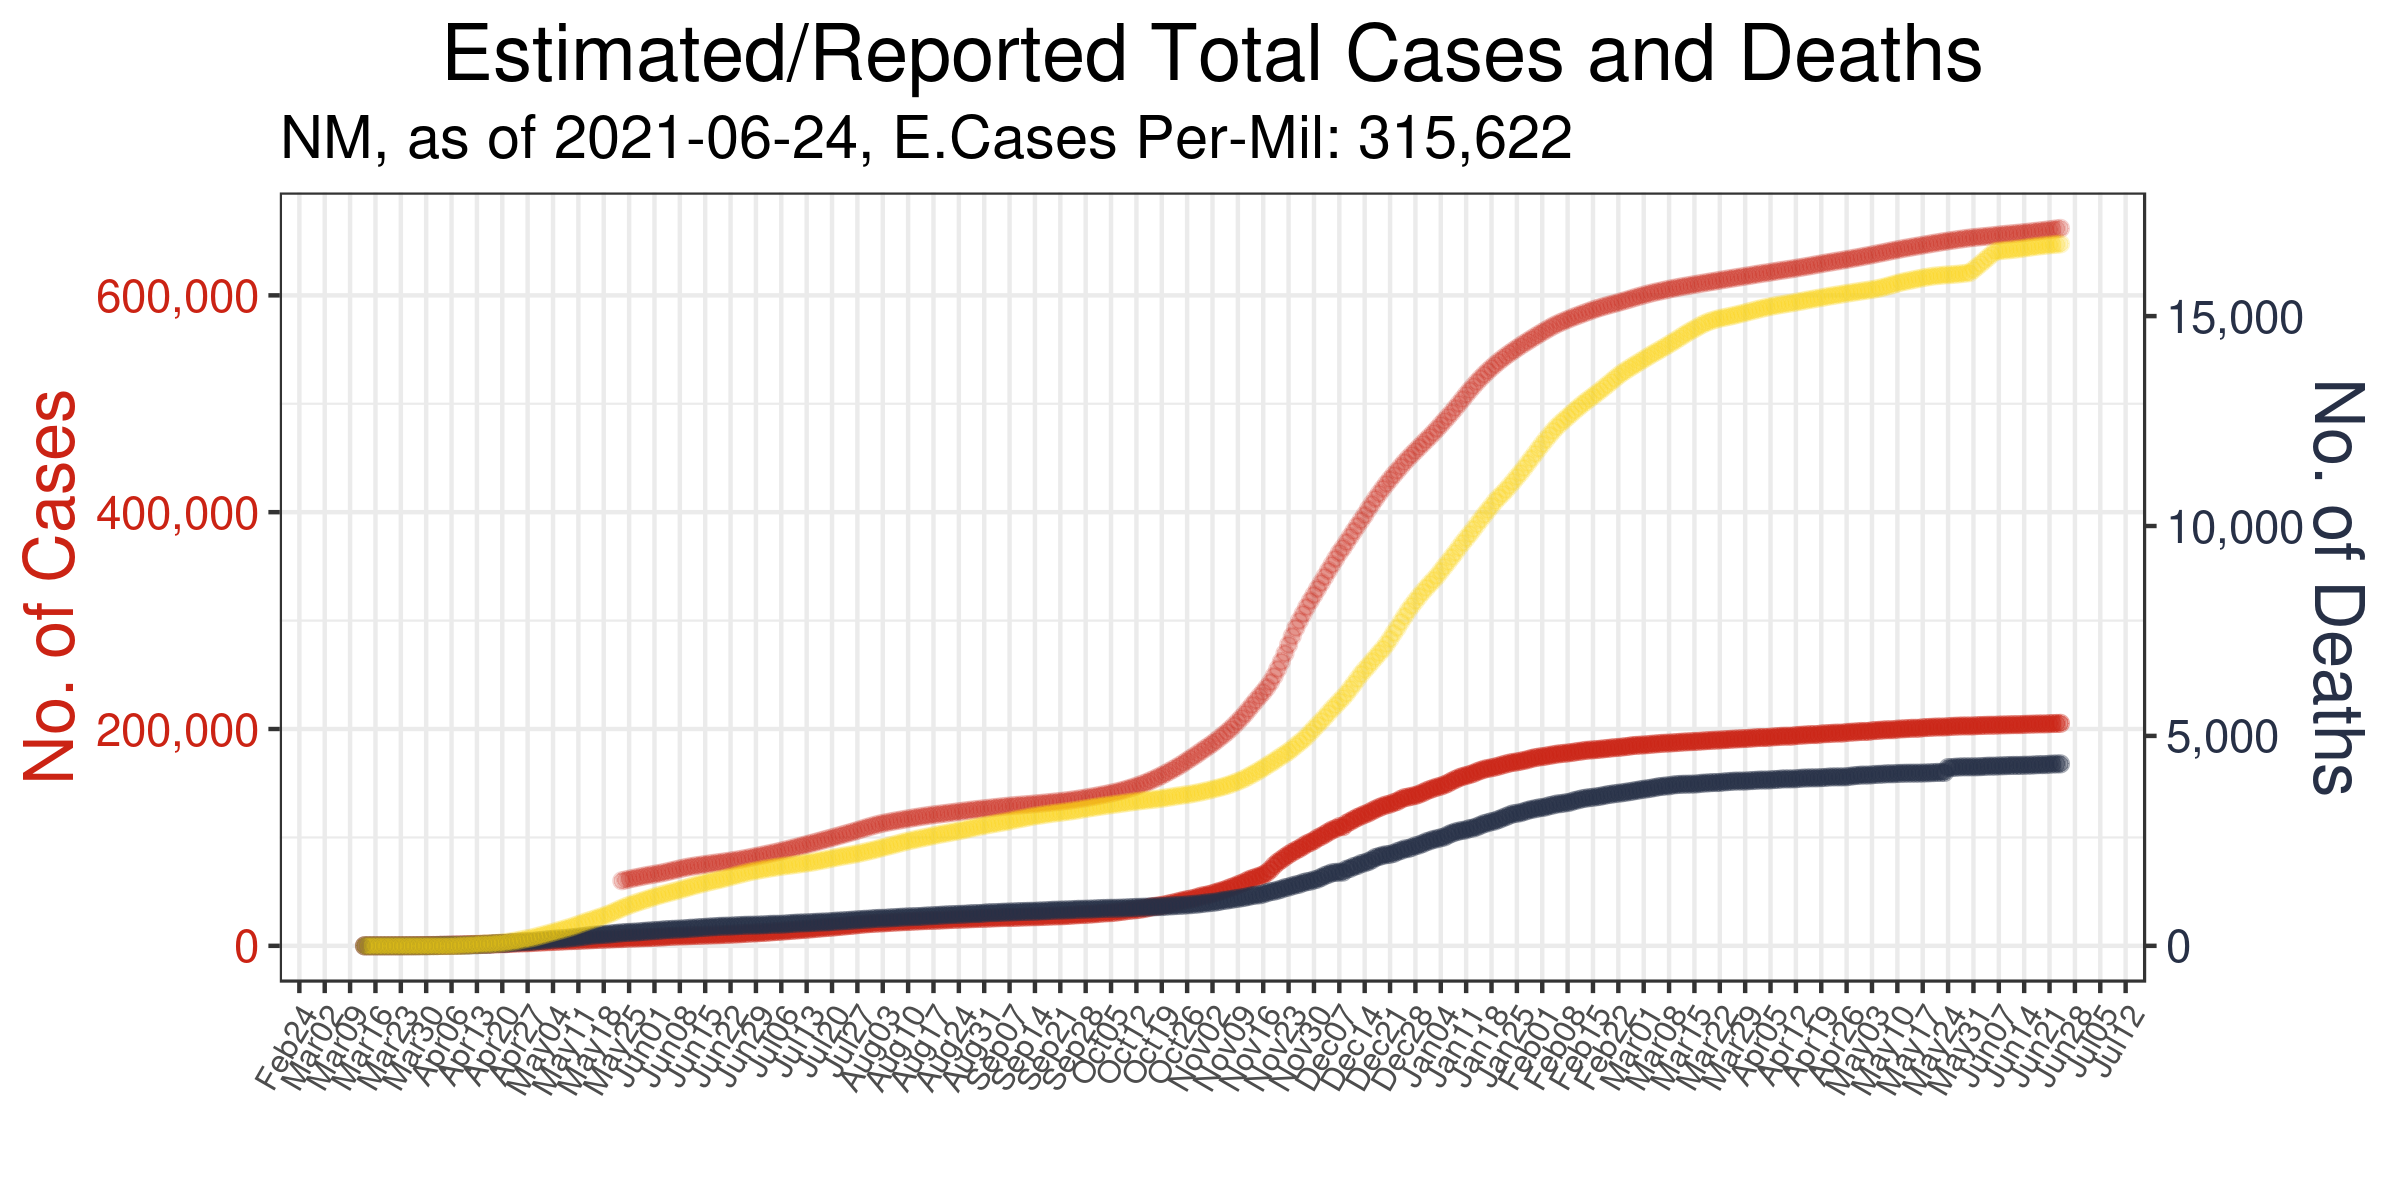 Estimated/Reported Total Cases and Deaths
NM, as of 2021-06-24, E.Cases Per-Mil: 315,622
No. of Cases
600,000
400,000
200,000
0
15,000
10,000
5,000
0
No. of Deaths
Feb24
Mar02
Mar09
Mar16
Mar23
Mar30
Apr06
Apr13
Apr20
Apr27
May04
May11
May18
May25
Jun01
Jun08
Jun15
Jun22
Jun29
Jul06
Jul13
Jul20
Jul27
Aug03
Aug10
Aug17
Aug24
Aug31
Sep07
Sep14
Sep21
Sep28
Oct05
Oct12
Oct19
Oct26
Nov02
Nov09
Nov16
Nov23
Nov30
Dec07
Dec14
Dec21
Dec28
Jan04
Jan11
Jan18
Jan25
Feb01
Feb08
Feb15
Feb22
Mar01
Mar08
Mar15
Mar22
Mar29
Apr05
Apr12
Apr19
Apr26
May03
May10
May17
May24
May31
Jun07
Jun14
Jun21
Jun28
Jul05
Jul12